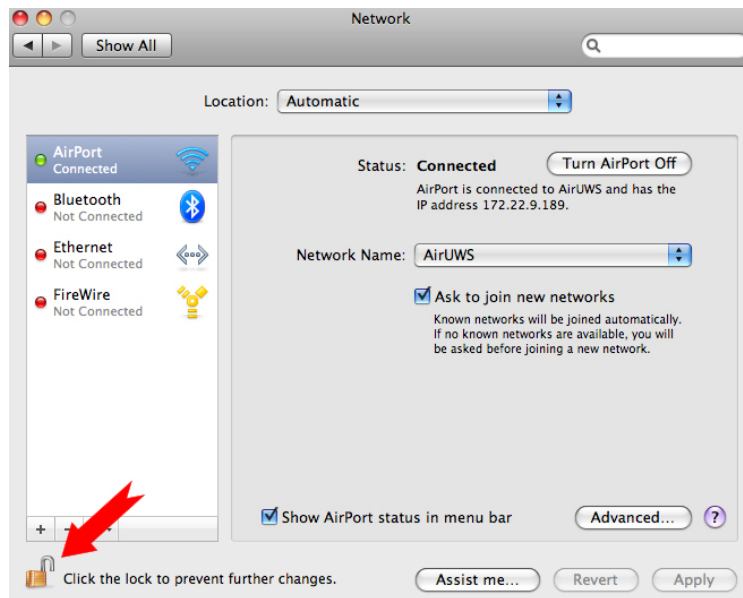 Network
Show All
Location: Automatic
AirPort
Connected
Bluetooth
Not Connected
Ethernet
Not Connected
FireWire
Not Connected
Status: Connected
Turn AirPort Off
AirPort is connected to AirUWS and has the
IP address 172.22.9.189.
Network Name: AirUWS
Ask to join new networks
Known networks will be joined automatically.
If no known networks are available, you will
be asked before joining a new network.
Show AirPort status in menu bar
Advanced... ?
Click the lock to prevent further changes.
Assist me... Revert Apply